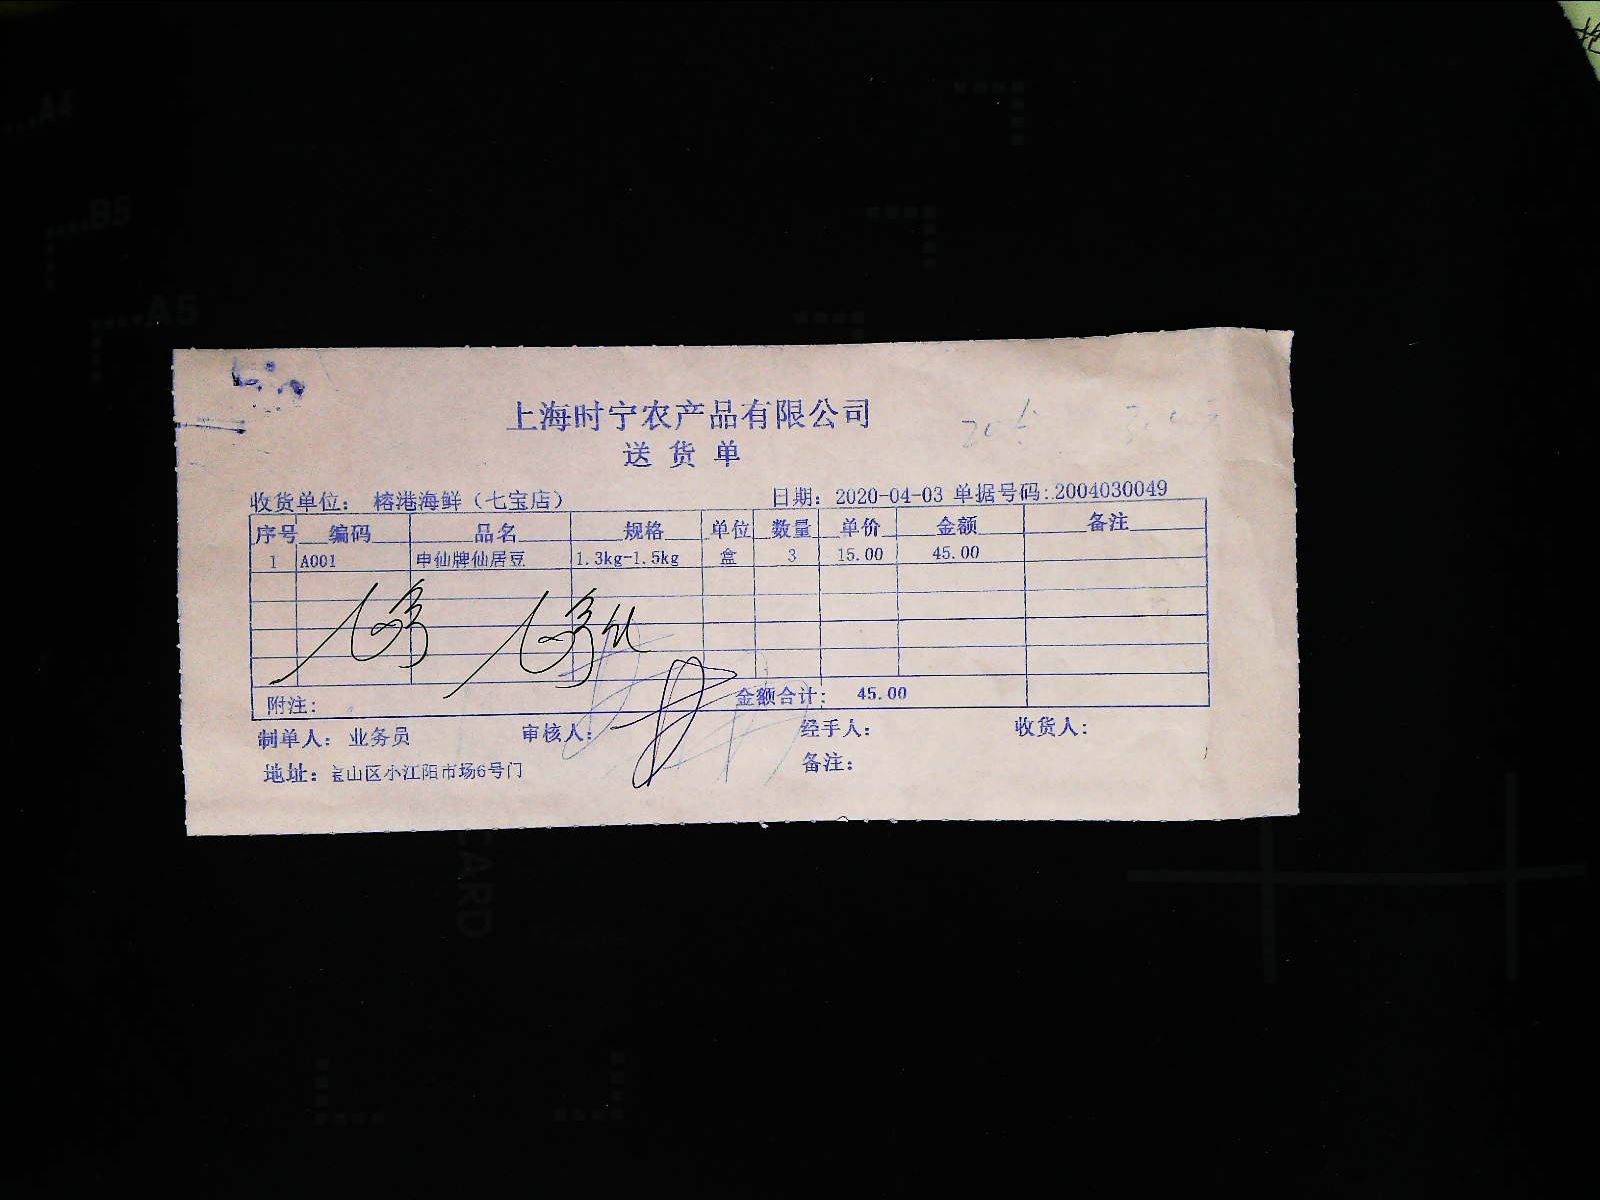 上海时宁农产品有限公司
送货单
收货单位： 榕港海鲜（七宝店） 日期：2020-04-03 单据号码：2004030049
序号 编码 品名 规格 单位 数量 单价 金额 备注
1 A001 申仙牌仙居豆 1.3kg-1.5kg 盒 3 15.00 45.00
附注： 金额合计： 45.00
制单人： 业务员 审核人： 经手人： 收货人：
地址： 宝山区小江阳市场6号门 备注：
A4
B5
A5
CARD